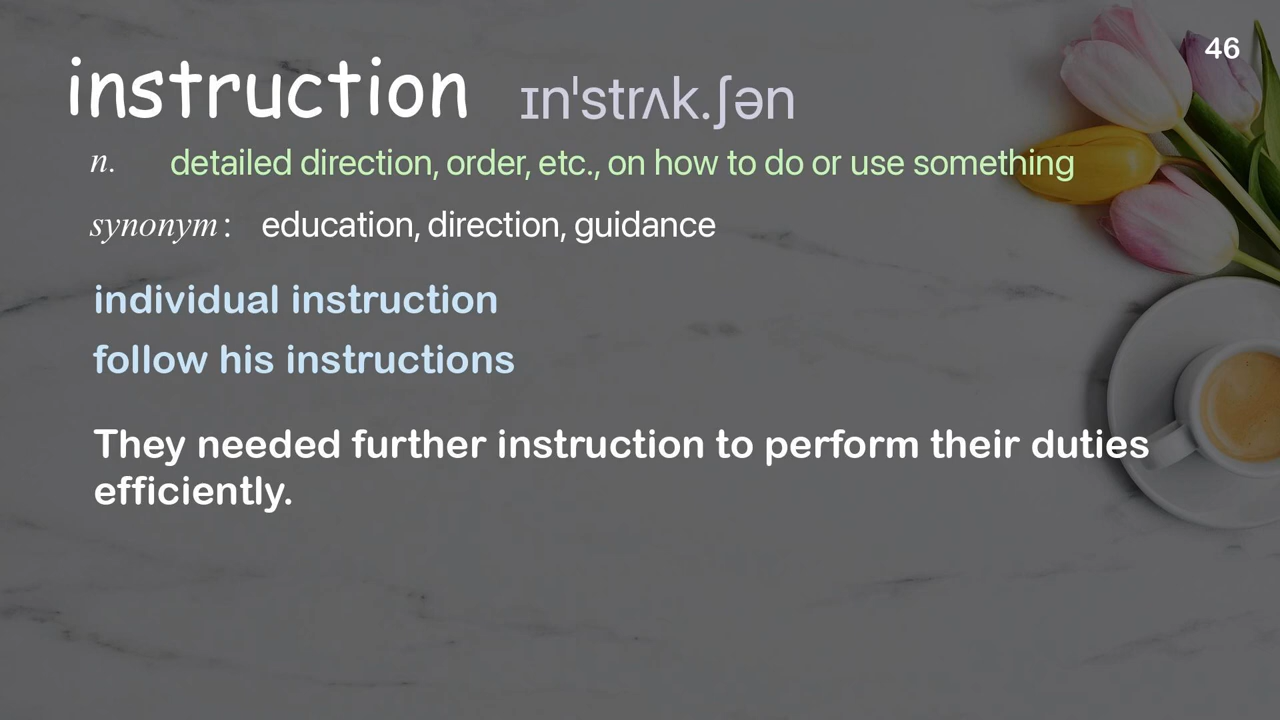 46
instruction ɪnˈstrʌk.ʃən
n. detailed direction, order, etc., on how to do or use something
synonym: education, direction, guidance
individual instruction
follow his instructions
They needed further instruction to perform their duties
efficiently.